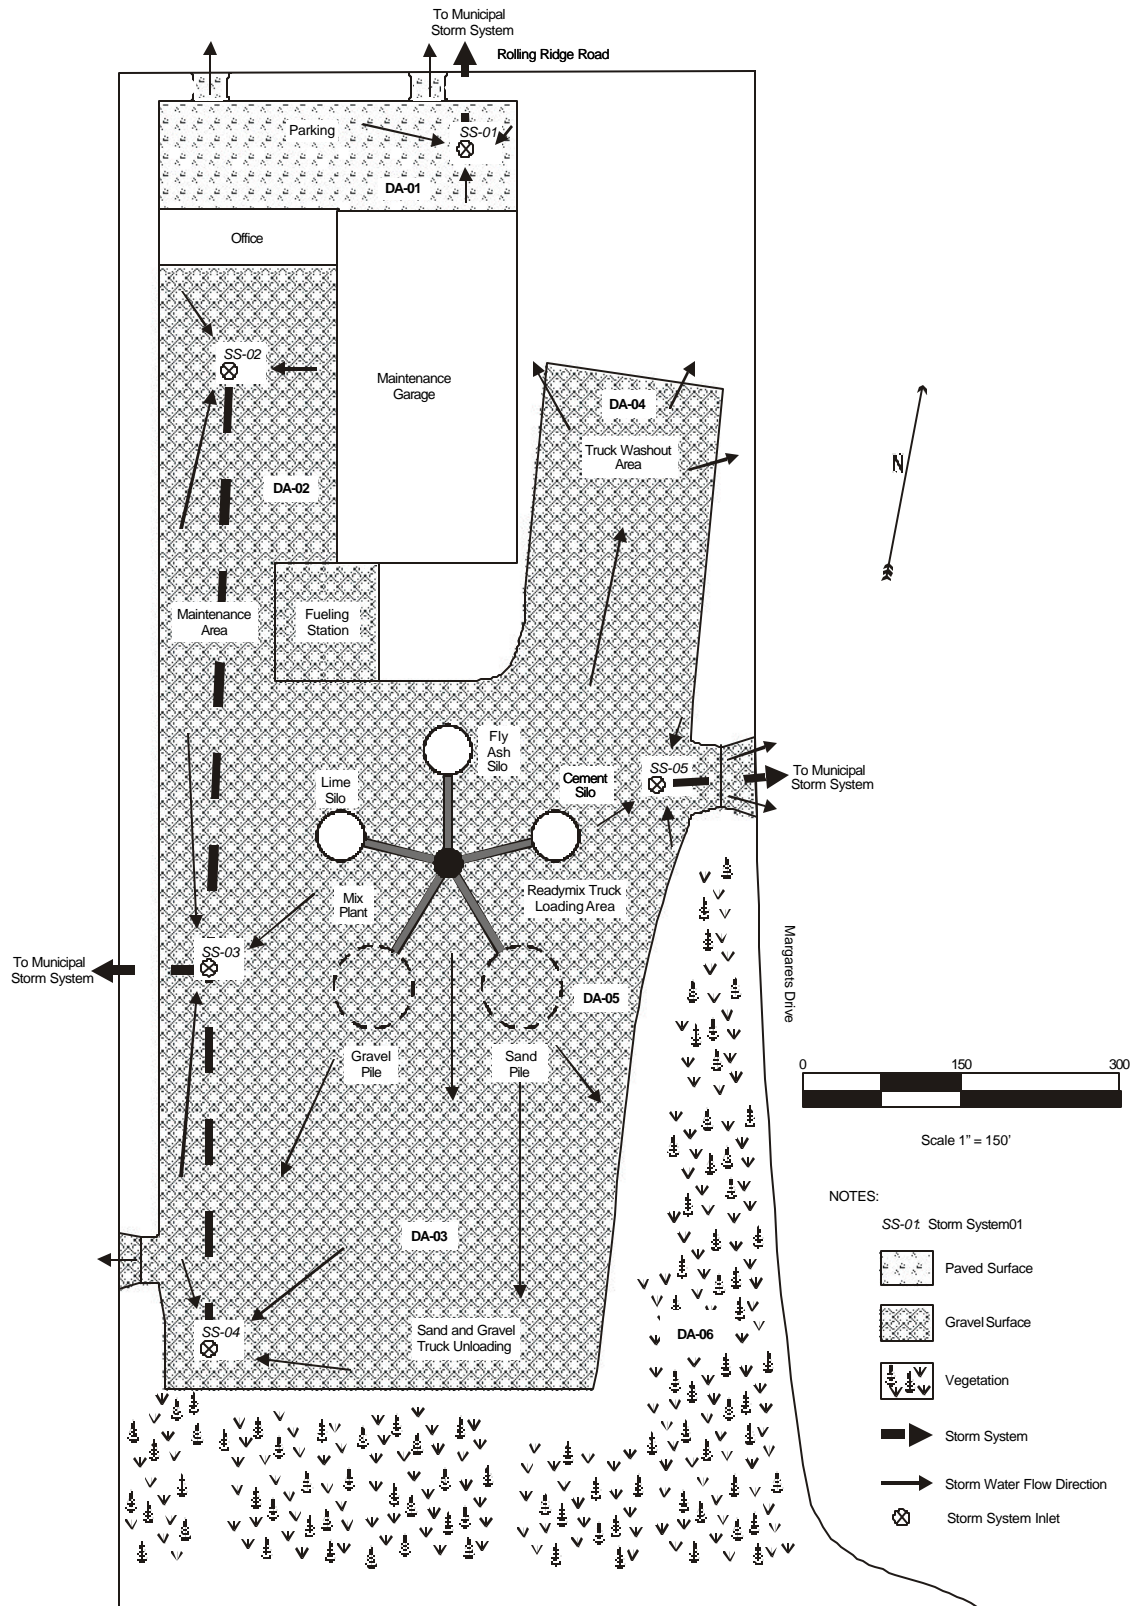 To Municipal
Storm System
Rolling Ridge Road
Parking
SS-01
DA-01
Office
SS-02
Maintenance
Garage
DA-04
Truck Washout
Area
N
DA-02
Maintenance
Area
Fueling
Station
Fly
Ash
Silo
SS-05
To Municipal
Storm System
Lime
Silo
Cement
Silo
Mix
Plant
Readymix Truck
Loading Area
SS-03
To Municipal
Storm System
DA-05
Margarets Drive
Gravel
Pile
Sand
Pile
0 150 300
Scale 1" = 150'
NOTES:
SS-01: Storm System01
DA-03
Paved Surface
Gravel Surface
SS-04
Sand and Gravel
Truck Unloading
DA-06
Vegetation
Storm System
Storm Water Flow Direction
Storm System Inlet